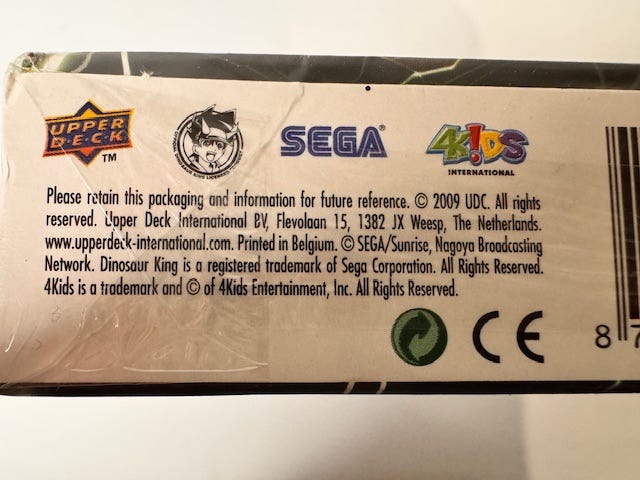 UPPER
DECK
TM
SEGA®
4KiDS
INTERNATIONAL
Please retain this packaging and information for future reference. © 2009 UDC. All rights
reserved. Upper Deck International BV, Flevolaan 15, 1382 JX Weesp, The Netherlands.
www.upperdeck-international.com. Printed in Belgium. © SEGA/Sunrise, Nagoya Broadcasting
Network. Dinosaur King is a registered trademark of Sega Corporation. All Rights Reserved.
4Kids is a trademark and © of 4Kids Entertainment, Inc. All Rights Reserved.
CE
8